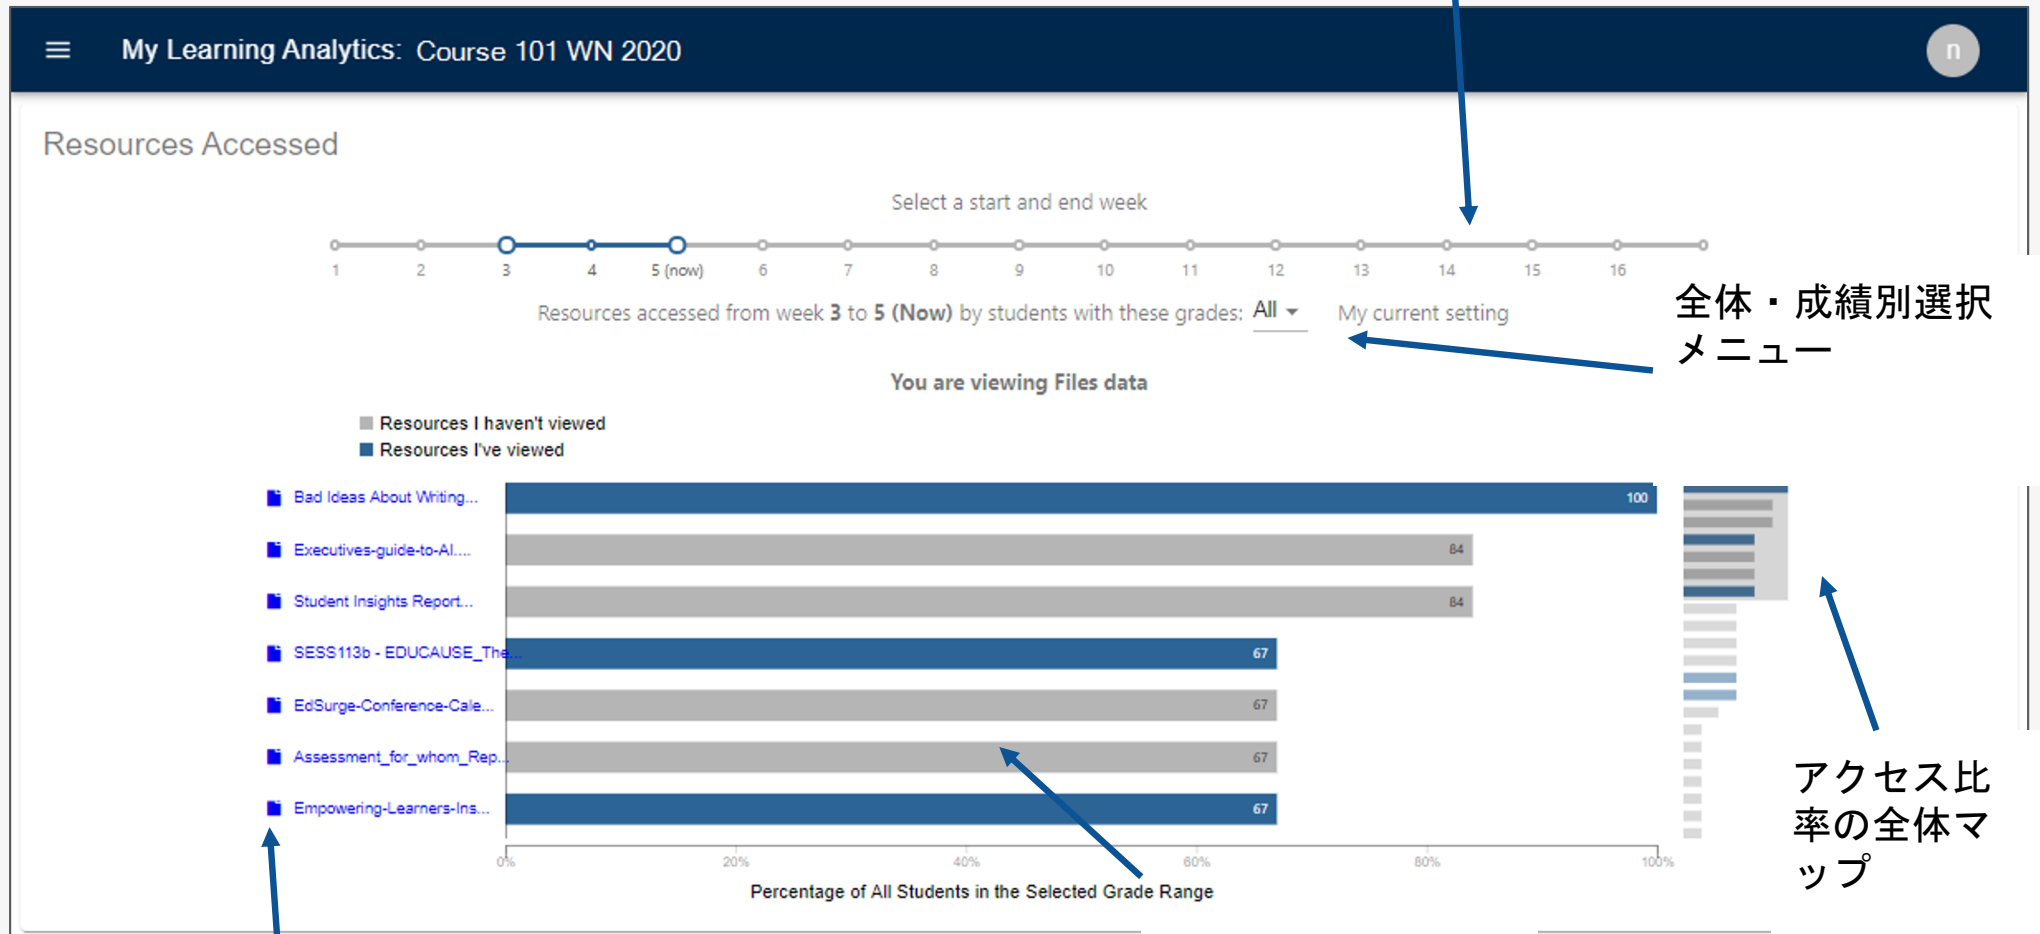 My Learning Analytics: Course 101 WN 2020
n
Resources Accessed
Select a start and end week
1 2 3 4 5 (now) 6 7 8 9 10 11 12 13 14 15 16
Resources accessed from week 3 to 5 (Now) by students with these grades: All My current setting
全体・成績別選択
メニュー
You are viewing Files data
Resources I haven't viewed
Resources I've viewed
Bad Ideas About Writing... 100
Executives-guide-to-AI.... 84
Student Insights Report... 84
SESS113b - EDUCAUSE_The... 67
EdSurge-Conference-Cale... 67
Assessment_for_whom_Rep... 67
Empowering-Learners-Ins... 67
アクセス比
率の全体マ
ップ
0% 20% 40% 60% 80% 100%
Percentage of All Students in the Selected Grade Range